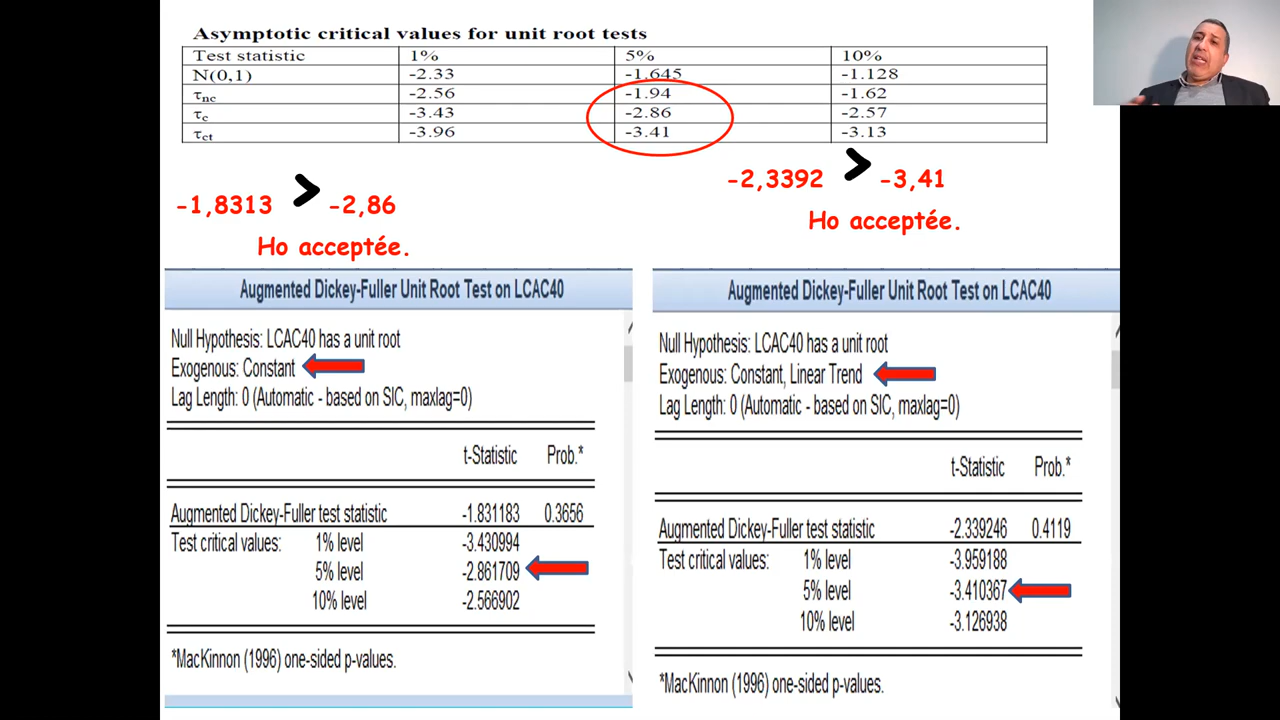 Asymptotic critical values for unit root tests
Test statistic 1% 5% 10%
N(0,1) -2.33 -1.645 -1.128
τnc -2.56 -1.94 -1.62
τc -3.43 -2.86 -2.57
τct -3.96 -3.41 -3.13
-1,8313 > -2,86
Ho acceptée.
-2,3392 > -3,41
Ho acceptée.
Augmented Dickey-Fuller Unit Root Test on LCAC40
Null Hypothesis: LCAC40 has a unit root
Exogenous: Constant
Lag Length: 0 (Automatic - based on SIC, maxlag=0)
t-Statistic Prob.*
Augmented Dickey-Fuller test statistic -1.831183 0.3656
Test critical values: 1% level -3.430994
5% level -2.861709
10% level -2.566902
*MacKinnon (1996) one-sided p-values.
Augmented Dickey-Fuller Unit Root Test on LCAC40
Null Hypothesis: LCAC40 has a unit root
Exogenous: Constant, Linear Trend
Lag Length: 0 (Automatic - based on SIC, maxlag=0)
t-Statistic Prob.*
Augmented Dickey-Fuller test statistic -2.339246 0.4119
Test critical values: 1% level -3.959188
5% level -3.410367
10% level -3.126938
*MacKinnon (1996) one-sided p-values.